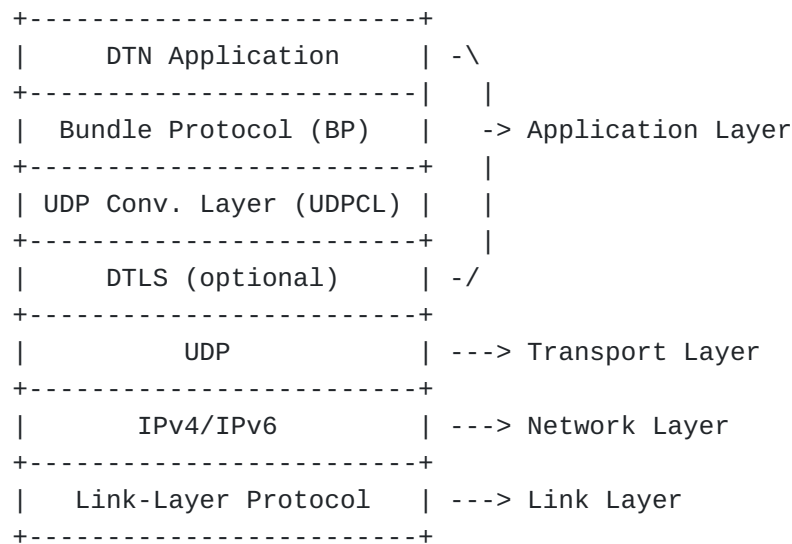 DTN Application
Bundle Protocol (BP) -> Application Layer
UDP Conv. Layer (UDPCL)
DTLS (optional)
UDP ---> Transport Layer
IPv4/IPv6 ---> Network Layer
Link-Layer Protocol ---> Link Layer